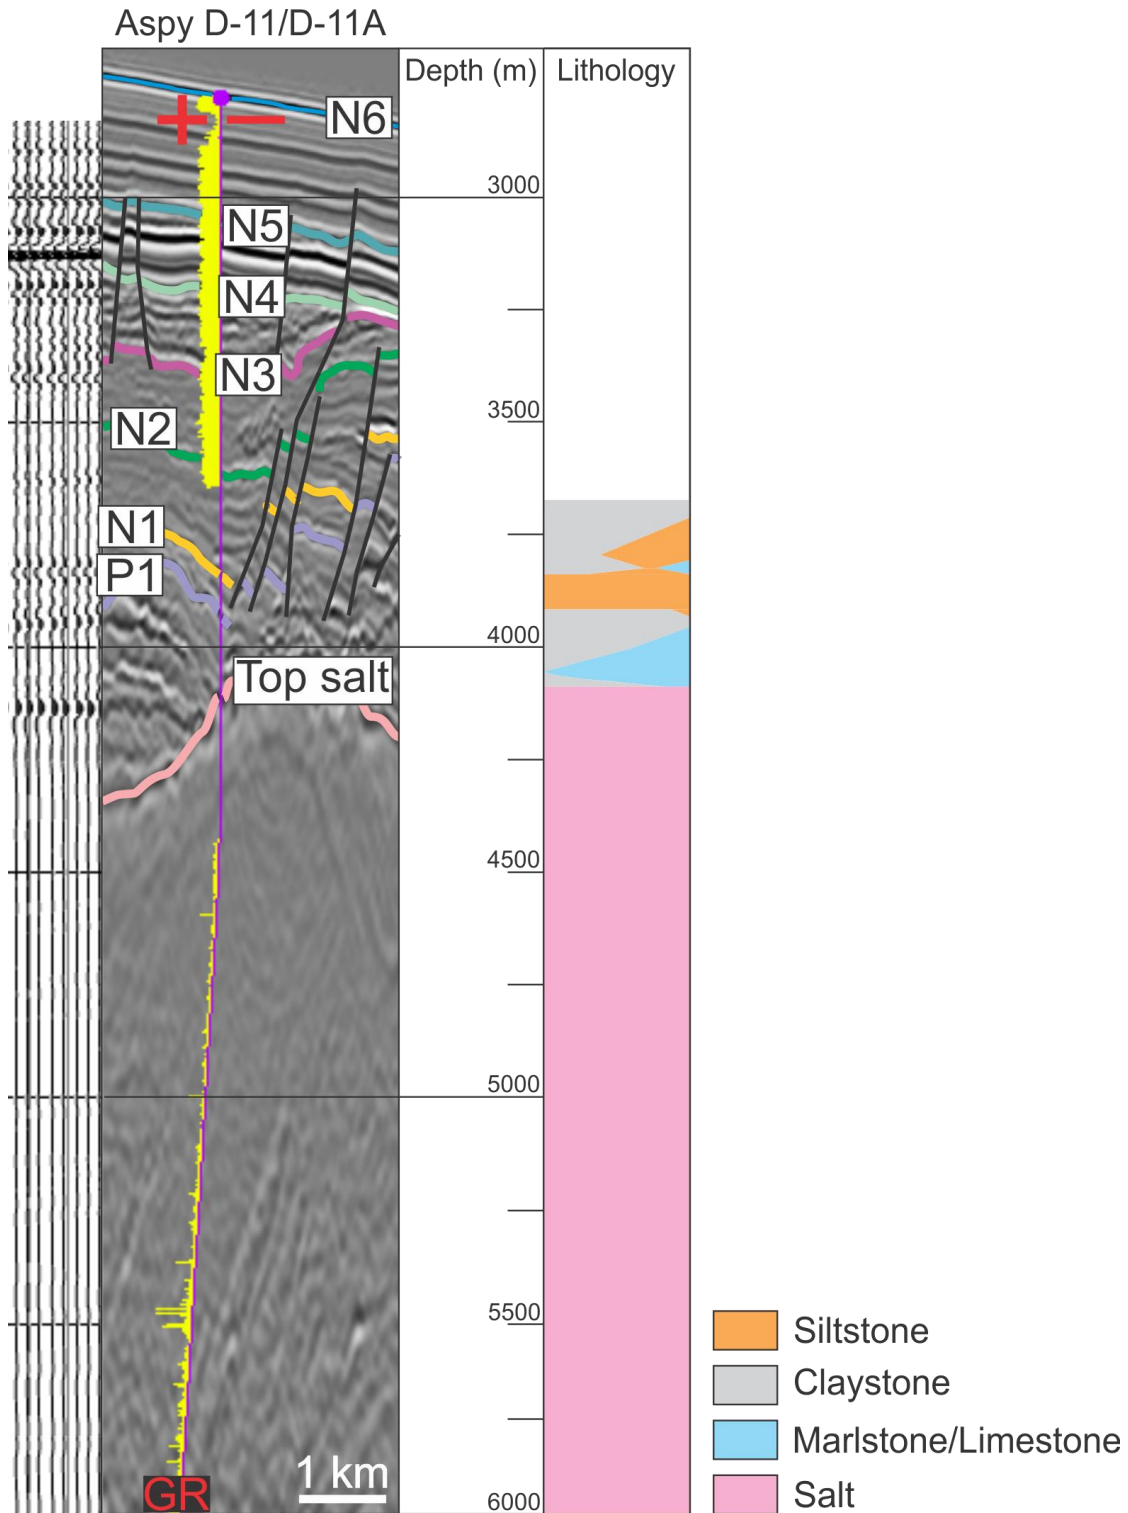 Aspy D-11/D-11A
Depth (m)
Lithology
N6
3000
N5
N4
N3
3500
N2
N1
P1
4000
Top salt
4500
5000
5500
Siltstone
Claystone
Marlstone/Limestone
1 km
GR
6000
Salt